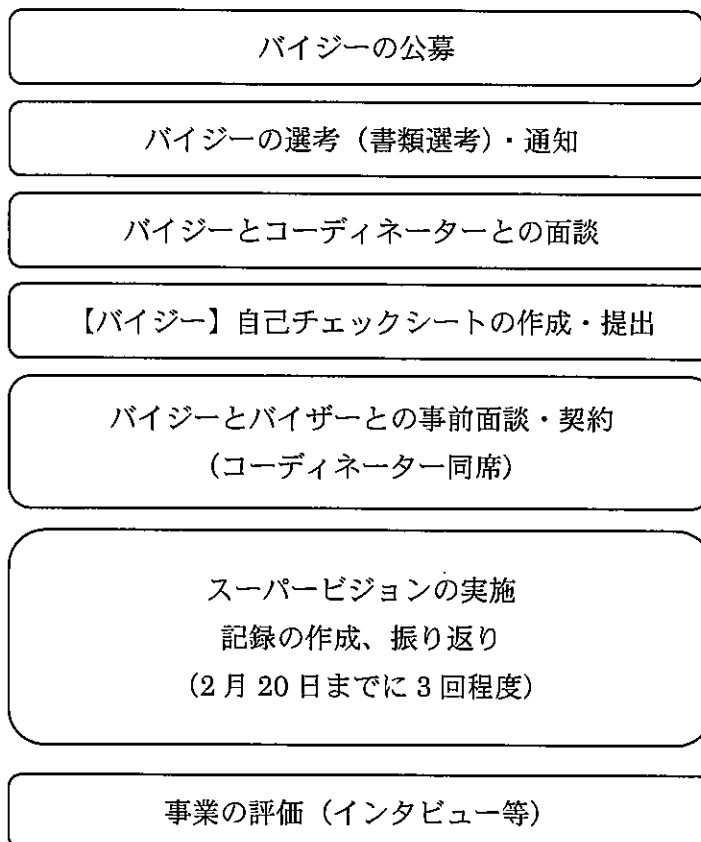 バイジーの公募
バイジーの選考（書類選考）・通知
バイジーとコーディネーターとの面談
【バイジー】自己チェックシートの作成・提出
バイジーとバイザーとの事前面談・契約
（コーディネーター同席）
スーパービジョンの実施
記録の作成、振り返り
（2 月 20 日までに 3 回程度）
事業の評価（インタビュー等）